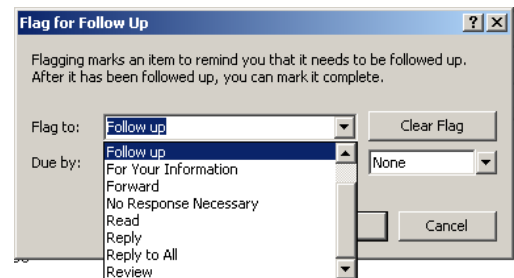 Flag for Follow Up
Flagging marks an item to remind you that it needs to be followed up.
After it has been followed up, you can mark it complete.
Flag to: Follow up Clear Flag
Due by: None
Follow up
For Your Information
Forward
No Response Necessary
Read
Reply
Reply to All
Review
Cancel